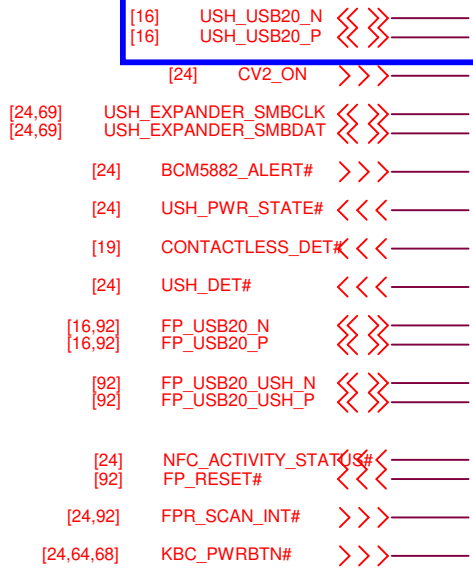 [16] USH_USB20_N
[16] USH_USB20_P
[24] CV2_ON
[24,69] USH_EXPANDER_SMBCLK
[24,69] USH_EXPANDER_SMBDAT
[24] BCM5882_ALERT#
[24] USH_PWR_STATE#
[19] CONTACTLESS_DET#
[24] USH_DET#
[16,92] FP_USB20_N
[16,92] FP_USB20_P
[92] FP_USB20_USH_N
[92] FP_USB20_USH_P
[24] NFC_ACTIVITY_STATUS#
[92] FP_RESET#
[24,92] FPR_SCAN_INT#
[24,64,68] KBC_PWRBTN#